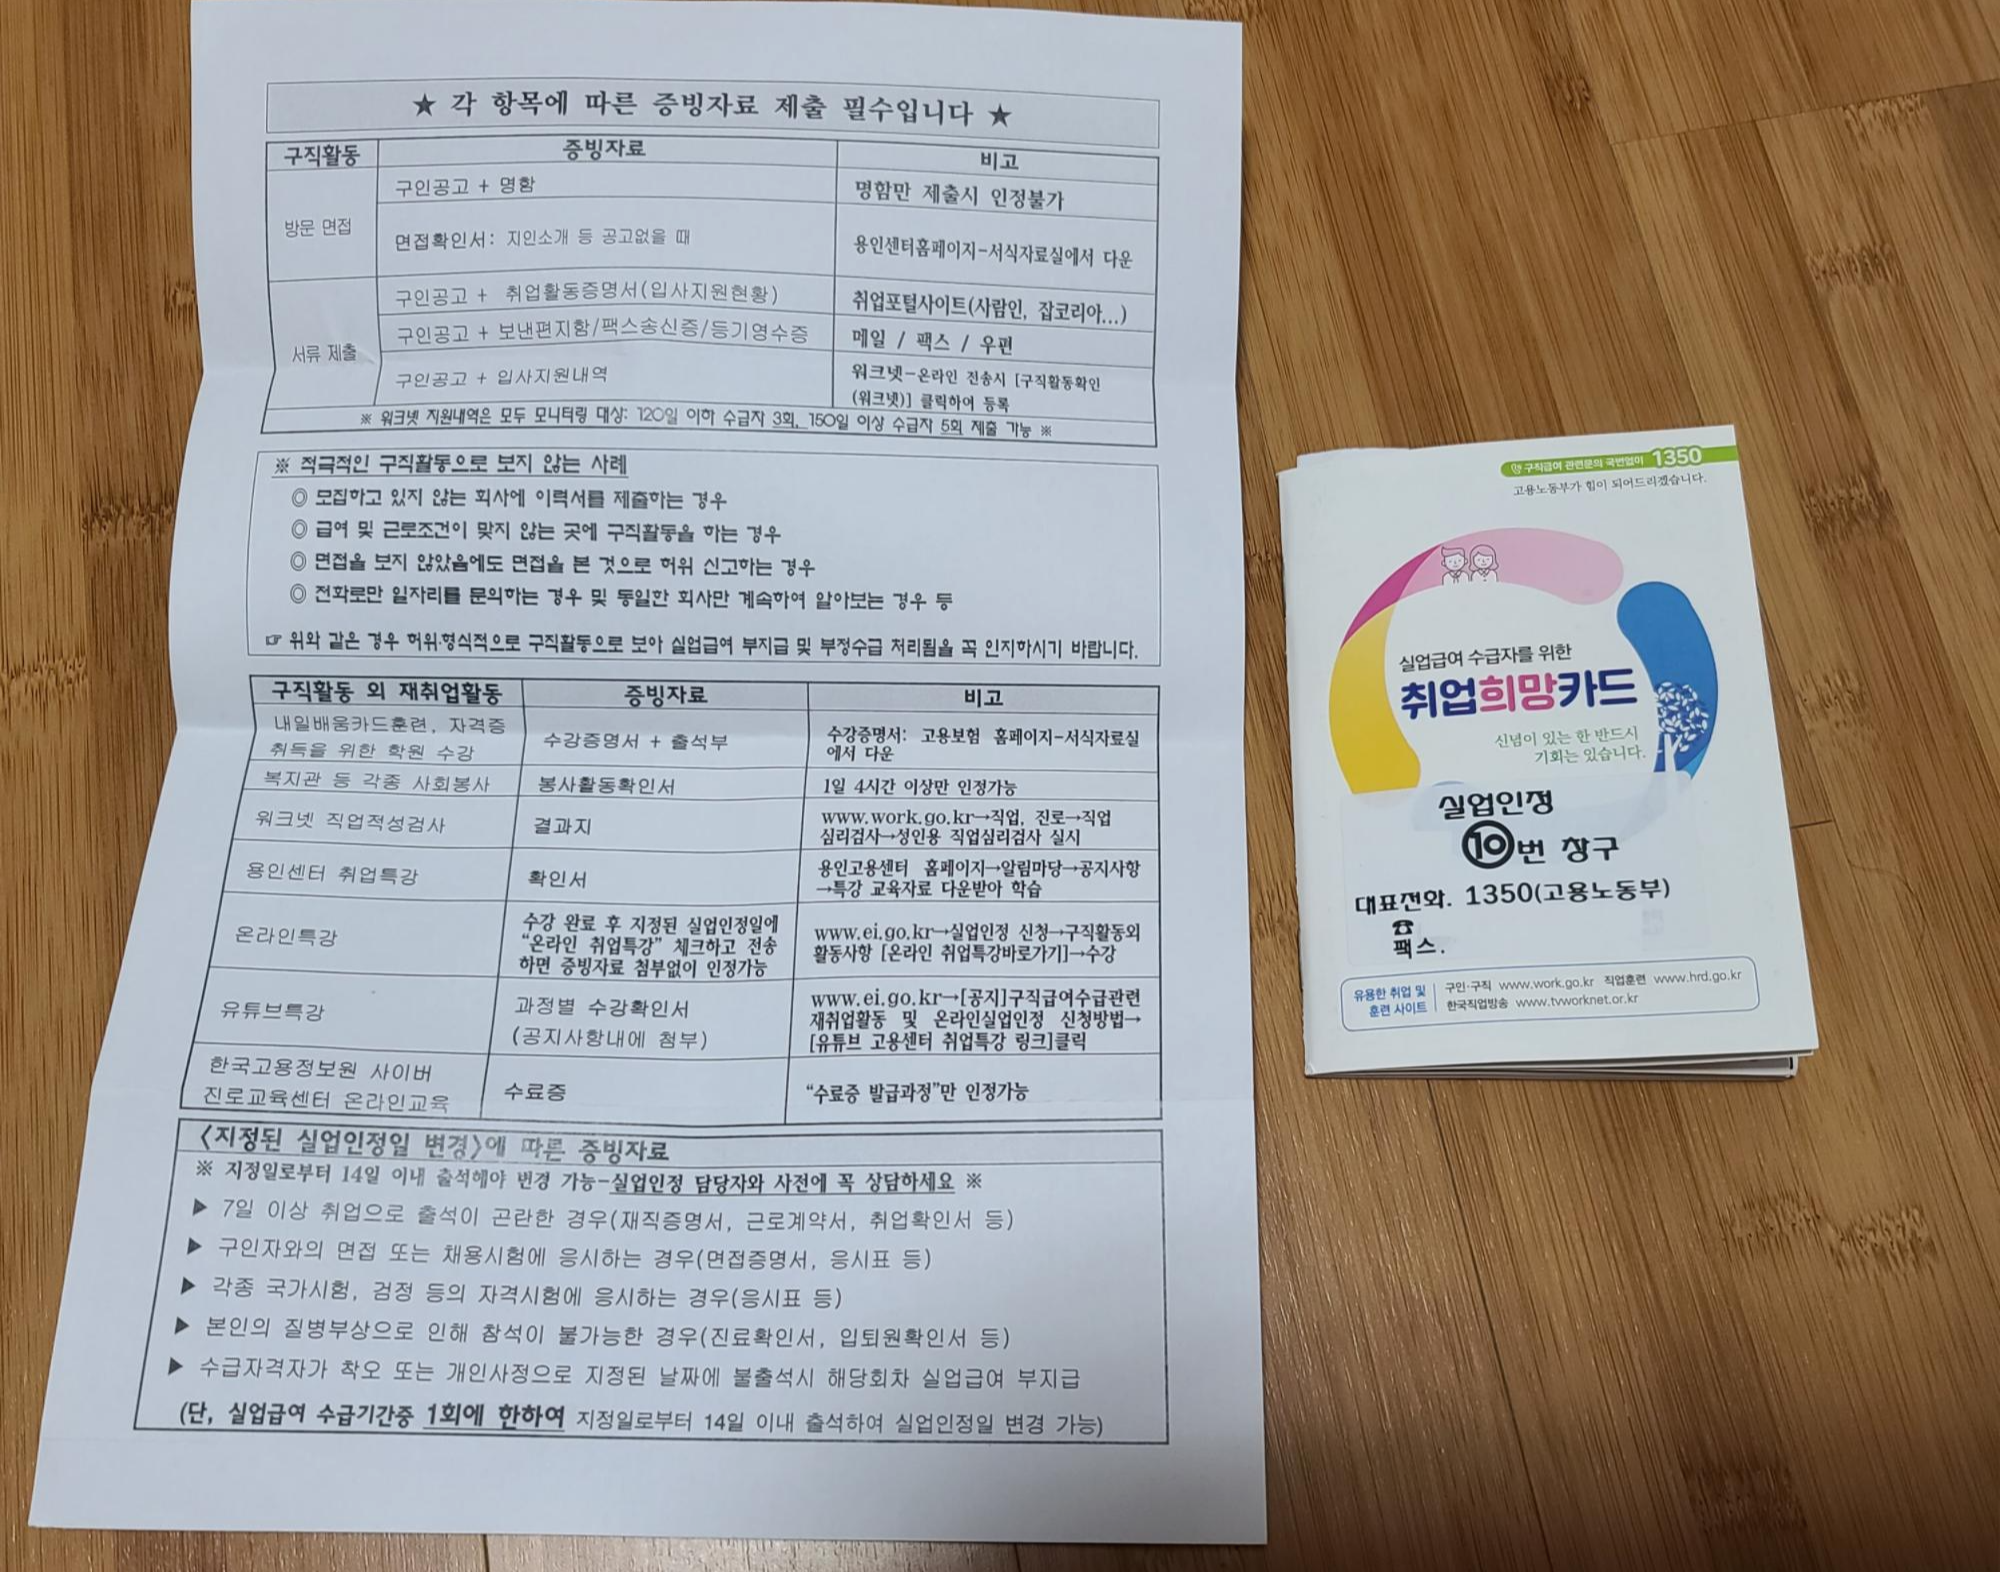 ★ 각 항목에 따른 증빙자료 제출 필수입니다 ★
구직활동 증빙자료 비고
방문 면접
구인공고 + 명함
명함만 제출시 인정불가
면접확인서: 지인소개 등 공고없을 때
용인센터홈페이지-서식자료실에서 다운
서류 제출
구인공고 + 취업활동증명서(입사지원현황)
취업포털사이트(사람인, 잡코리아...)
구인공고 + 보낸편지함/팩스송신증/등기영수증
메일 / 팩스 / 우편
구인공고 + 입사지원내역
워크넷-온라인 전송시 [구직활동확인
(워크넷)] 클릭하여 등록
※ 워크넷 지원내역은 모두 모니터링 대상: 120일 이하 수급자 3회, 150일 이상 수급자 5회 제출 가능 ※
※ 적극적인 구직활동으로 보지 않는 사례
◎ 모집하고 있지 않는 회사에 이력서를 제출하는 경우
◎ 급여 및 근로조건이 맞지 않는 곳에 구직활동을 하는 경우
◎ 면접을 보지 않았음에도 면접을 본 것으로 허위 신고하는 경우
◎ 전화로만 일자리를 문의하는 경우 및 동일한 회사만 계속하여 알아보는 경우 등
☞ 위와 같은 경우 허위·형식적으로 구직활동으로 보아 실업급여 부지급 및 부정수급 처리됨을 꼭 인지하시기 바랍니다.
구직활동 외 재취업활동 증빙자료 비고
내일배움카드훈련, 자격증
취득을 위한 학원 수강
수강증명서 + 출석부
수강증명서: 고용보험 홈페이지-서식자료실
에서 다운
복지관 등 각종 사회봉사
봉사활동확인서
1일 4시간 이상만 인정가능
워크넷 직업적성검사
결과지
www.work.go.kr→직업, 진로→직업
심리검사→성인용 직업심리검사 실시
용인센터 취업특강
확인서
용인고용센터 홈페이지→알림마당→공지사항
→특강 교육자료 다운받아 학습
온라인특강
수강 완료 후 지정된 실업인정일에
“온라인 취업특강” 체크하고 전송
하면 증빙자료 첨부없이 인정가능
www.ei.go.kr→실업인정 신청→구직활동외
활동사항 [온라인 취업특강바로가기]→수강
유튜브특강
과정별 수강확인서
(공지사항내에 첨부)
www.ei.go.kr→[공지]구직급여수급관련
재취업활동 및 온라인실업인정 신청방법→
[유튜브 고용센터 취업특강 링크]클릭
한국고용정보원 사이버
진로교육센터 온라인교육
수료증
“수료증 발급과정”만 인정가능
<지정된 실업인정일 변경>에 따른 증빙자료
※ 지정일로부터 14일 이내 출석해야 변경 가능-실업인정 담당자와 사전에 꼭 상담하세요 ※
▶ 7일 이상 취업으로 출석이 곤란한 경우(재직증명서, 근로계약서, 취업확인서 등)
▶ 구인자와의 면접 또는 채용시험에 응시하는 경우(면접증명서, 응시표 등)
▶ 각종 국가시험, 검정 등의 자격시험에 응시하는 경우(응시표 등)
▶ 본인의 질병부상으로 인해 참석이 불가능한 경우(진료확인서, 입퇴원확인서 등)
▶ 수급자격자가 착오 또는 개인사정으로 지정된 날짜에 불출석시 해당회차 실업급여 부지급
(단, 실업급여 수급기간중 1회에 한하여 지정일로부터 14일 이내 출석하여 실업인정일 변경 가능)
구직급여 관련문의 국번없이 1350
고용노동부가 힘이 되어드리겠습니다.
실업급여 수급자를 위한
취업희망카드
신념이 있는 한 반드시
기회는 있습니다.
실업인정
⑩번 창구
대표전화. 1350(고용노동부)
☎
팩스.
유용한 취업 및
훈련 사이트
구인·구직 www.work.go.kr 직업훈련 www.hrd.go.kr
한국직업방송 www.tvworknet.or.kr